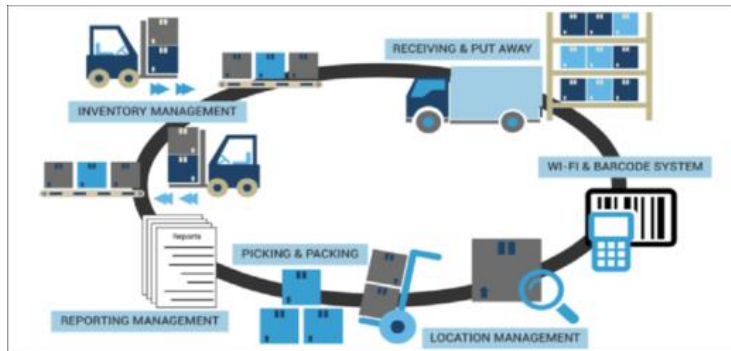 RECEIVING & PUT AWAY
INVENTORY MANAGEMENT
WI-FI & BARCODE SYSTEM
Reports
PICKING & PACKING
REPORTING MANAGEMENT
LOCATION MANAGEMENT